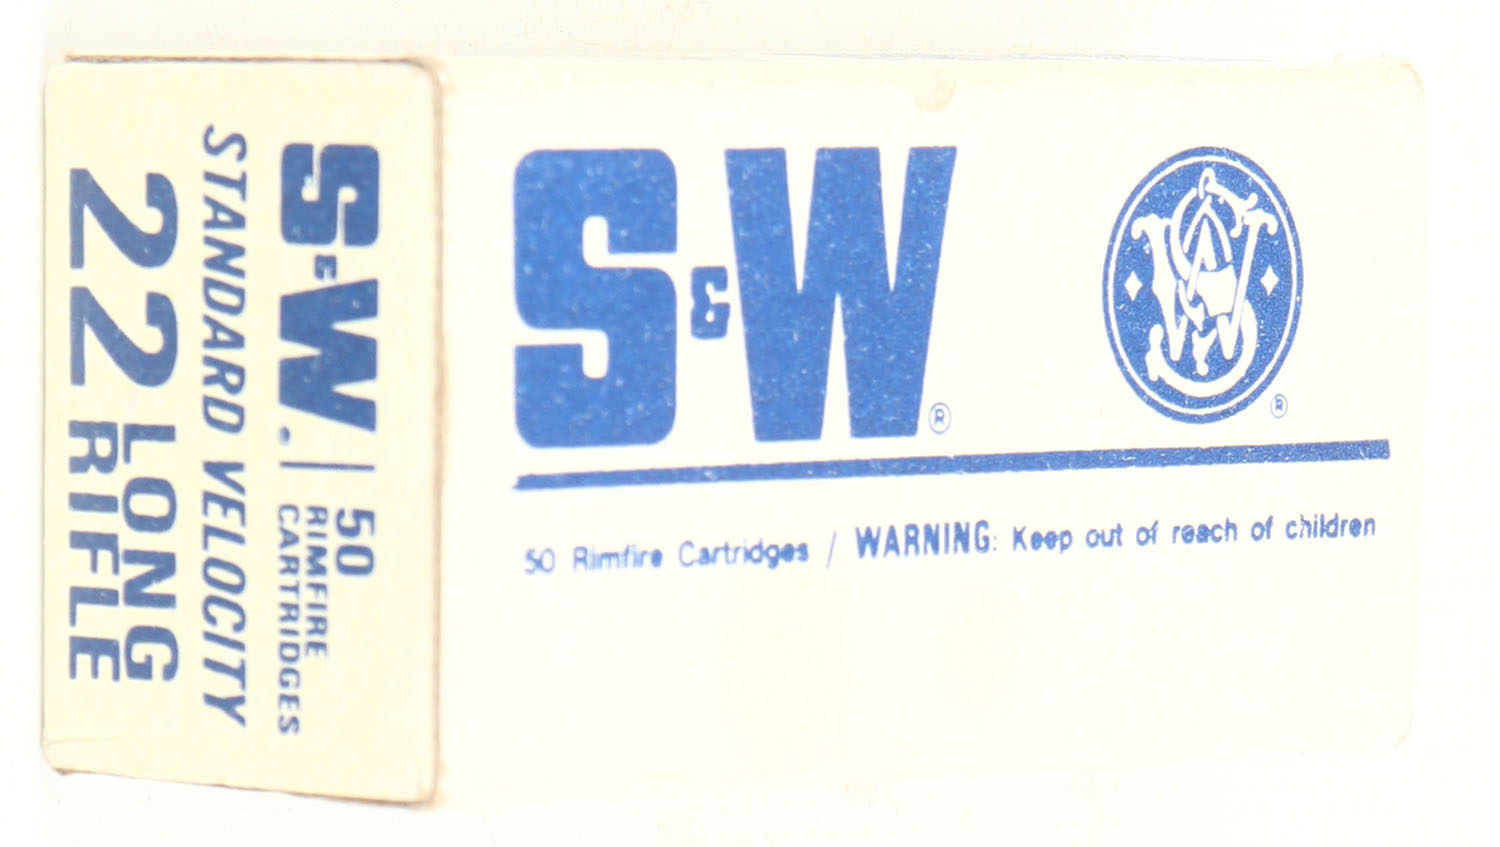 S&W®
®
50 Rimfire Cartridges / WARNING: Keep out of reach of children
S&W. | 50
RIMFIRE
CARTRIDGES
STANDARD VELOCITY
22 LONG
RIFLE